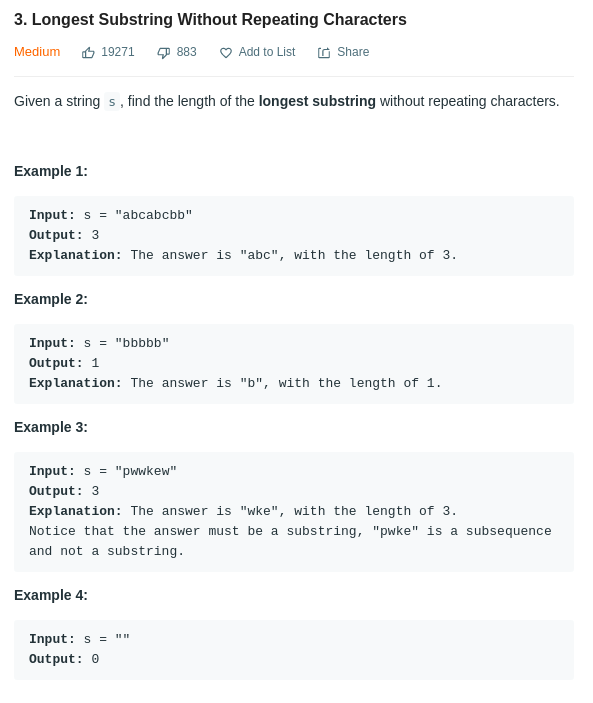 3. Longest Substring Without Repeating Characters
Medium 19271 883 Add to List Share
Given a string s, find the length of the longest substring without repeating characters.
Example 1:
Input: s = "abcabcbb"
Output: 3
Explanation: The answer is "abc", with the length of 3.
Example 2:
Input: s = "bbbbb"
Output: 1
Explanation: The answer is "b", with the length of 1.
Example 3:
Input: s = "pwwkew"
Output: 3
Explanation: The answer is "wke", with the length of 3.
Notice that the answer must be a substring, "pwke" is a subsequence
and not a substring.
Example 4:
Input: s = ""
Output: 0